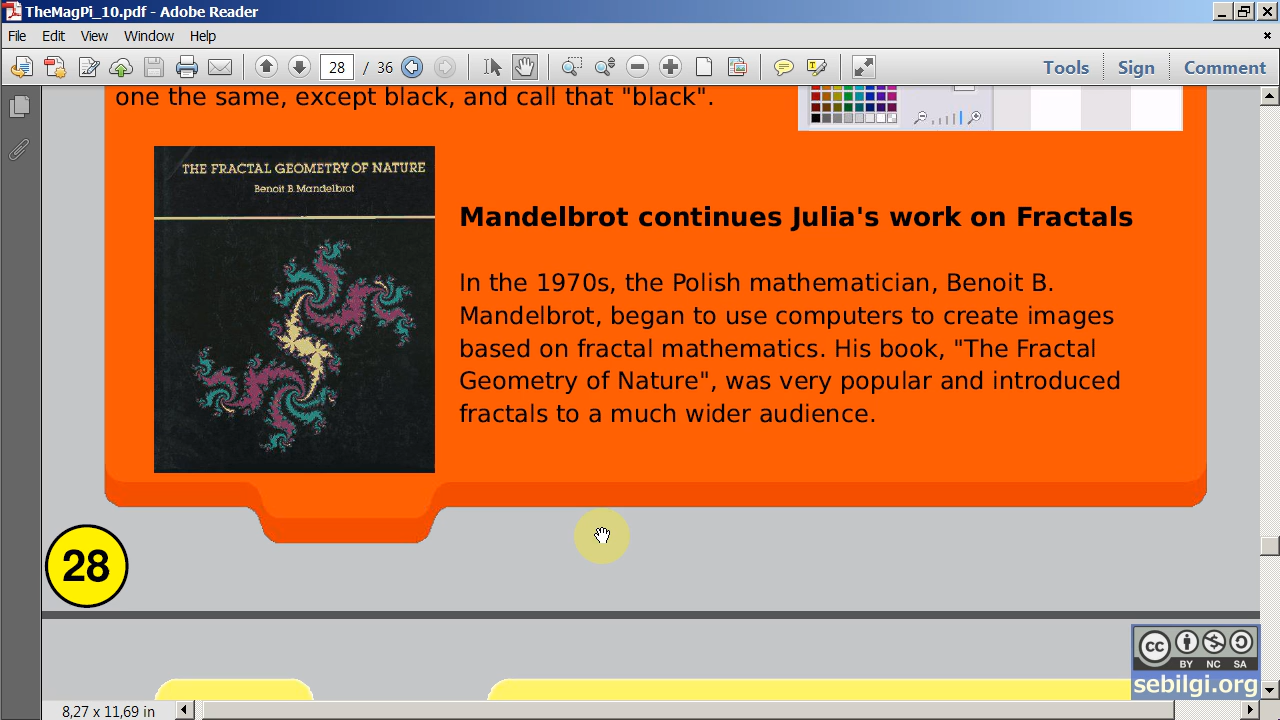 TheMagPi_10.pdf - Adobe Reader
File Edit View Window Help
28 / 36 Tools Sign Comment
one the same, except black, and call that "black".
THE FRACTAL GEOMETRY OF NATURE
Benoit B. Mandelbrot
Mandelbrot continues Julia's work on Fractals
In the 1970s, the Polish mathematician, Benoit B.
Mandelbrot, began to use computers to create images
based on fractal mathematics. His book, "The Fractal
Geometry of Nature", was very popular and introduced
fractals to a much wider audience.
28
cc BY NC SA
sebilgi.org
8,27 x 11,69 in